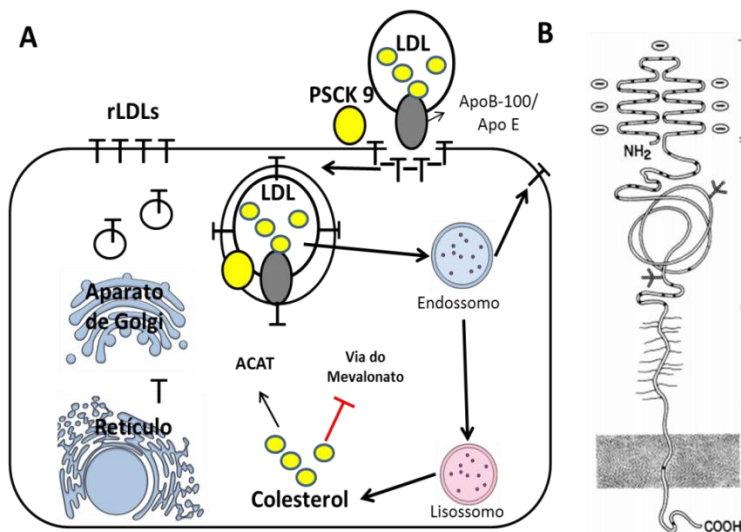 A
B
LDL
PSCK 9
ApoB-100/
Apo E
rLDLs
LDL
NH₂
Endossomo
Aparato
de Golgi
ACAT
Via do
Mevalonato
Retículo
Colesterol
Lisossomo
COOH